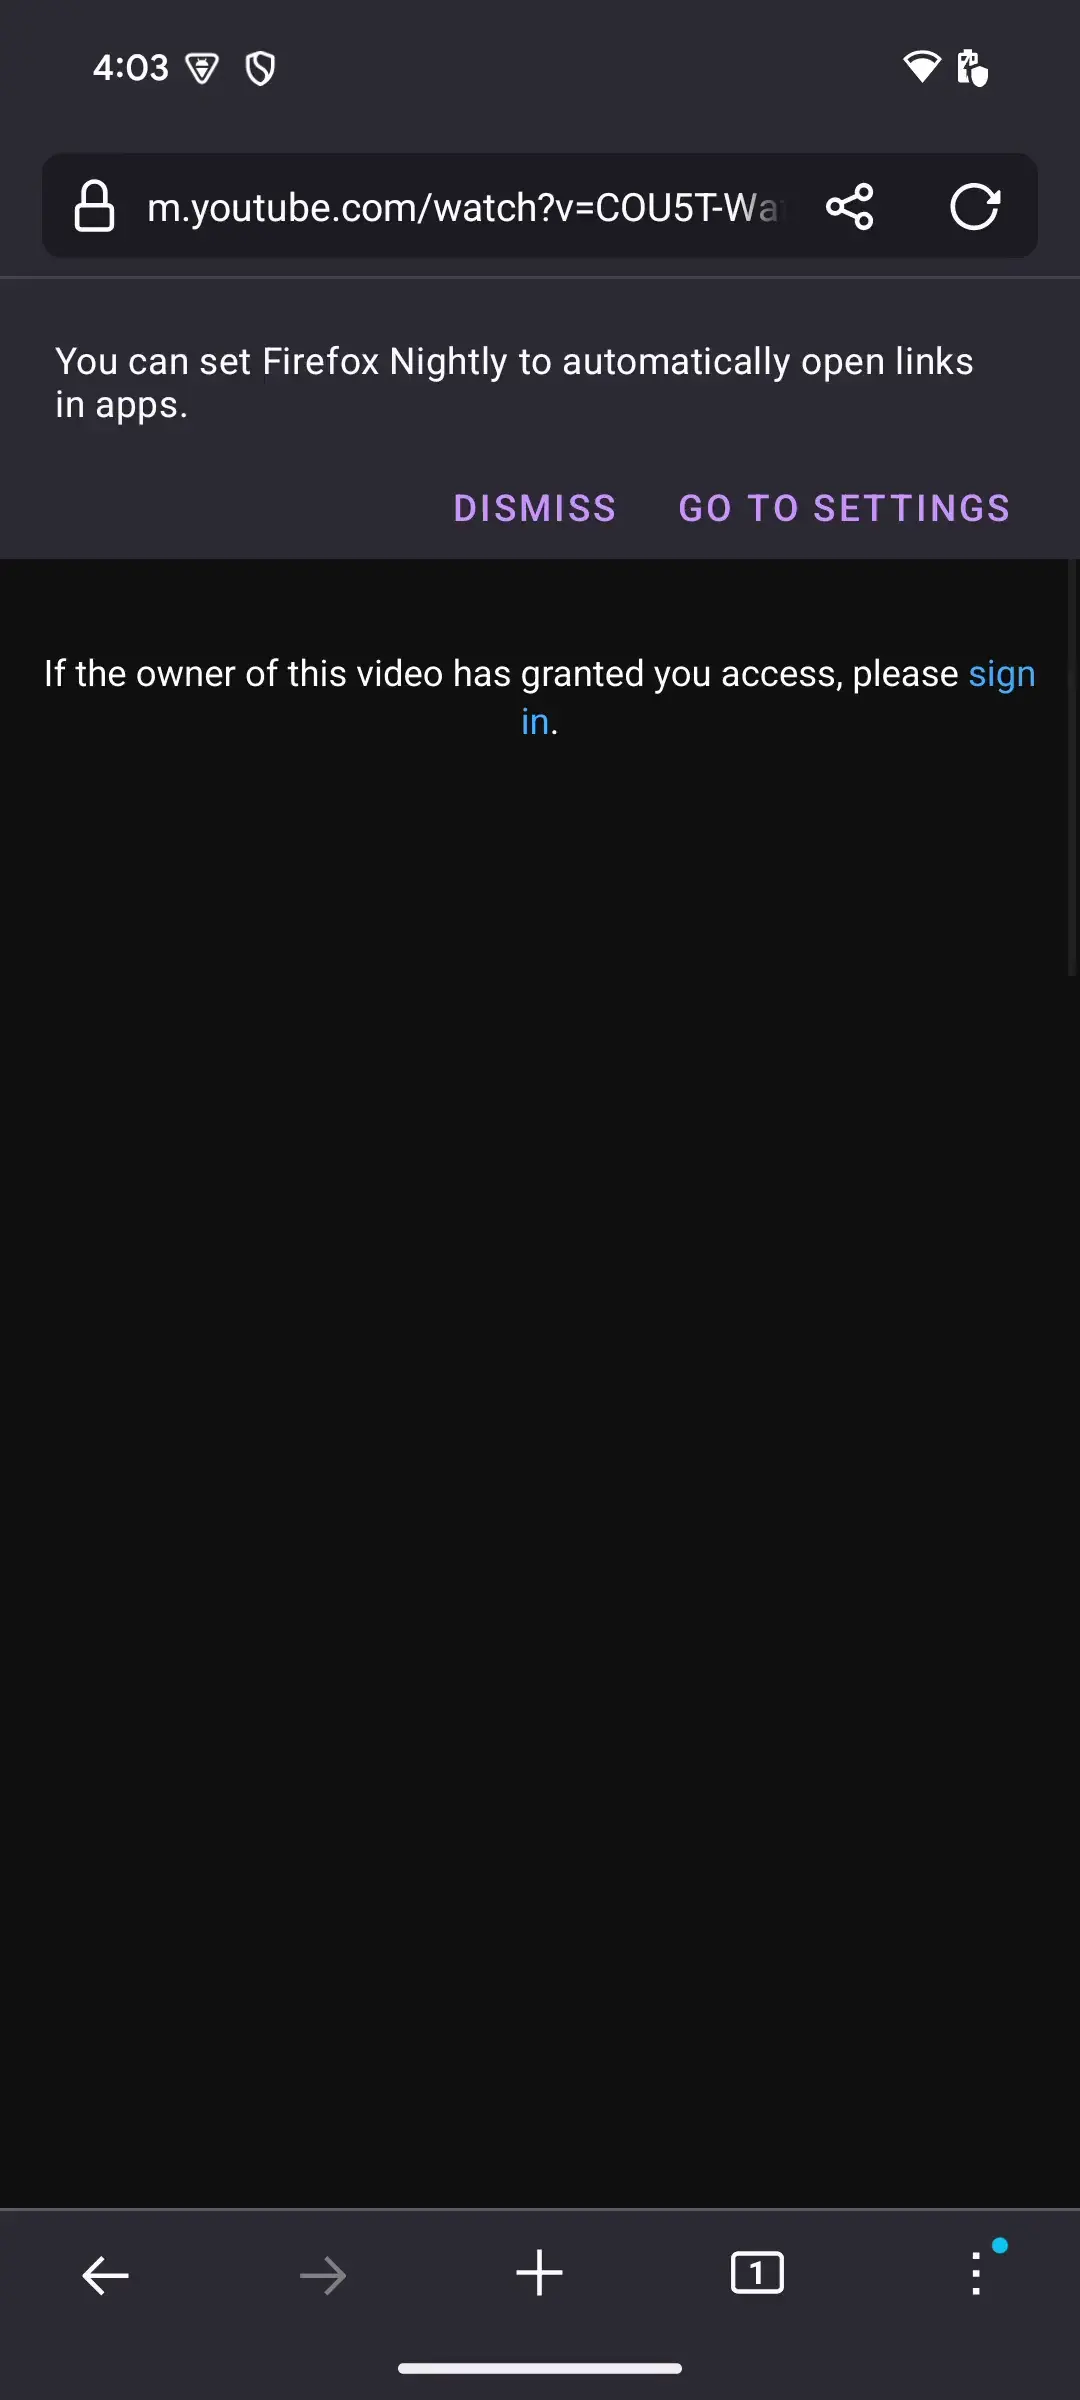 4:03
m.youtube.com/watch?v=COU5T-Wa
You can set Firefox Nightly to automatically open links
in apps.
DISMISS GO TO SETTINGS
If the owner of this video has granted you access, please sign
in.
1